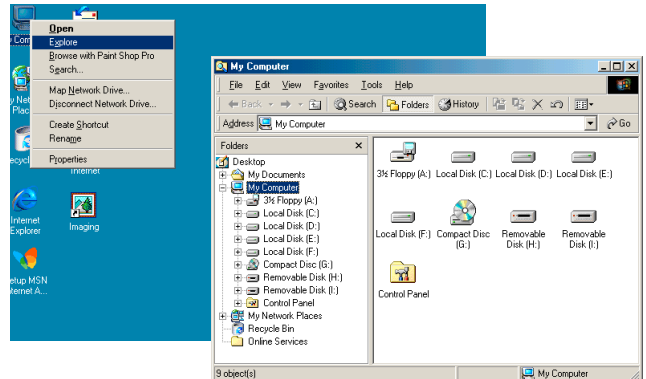 Open
Explore
Browse with Paint Shop Pro
Search...
Map Network Drive...
Disconnect Network Drive...
Create Shortcut
Rename
Properties
Internet
Internet
Explorer
Imaging
etup MSN
ternet A...
My Computer
File Edit View Favorites Tools Help
Back Search Folders History
Address My Computer Go
Folders
Desktop
My Documents
My Computer
3½ Floppy (A:)
Local Disk (C:)
Local Disk (D:)
Local Disk (E:)
Local Disk (F:)
Compact Disc (G:)
Removable Disk (H:)
Removable Disk (I:)
Control Panel
My Network Places
Recycle Bin
Online Services
3½ Floppy (A:) Local Disk (C:) Local Disk (D:) Local Disk (E:)
Local Disk (F:) Compact Disc Removable Removable
(G:) Disk (H:) Disk (I:)
Control Panel
9 object(s) My Computer